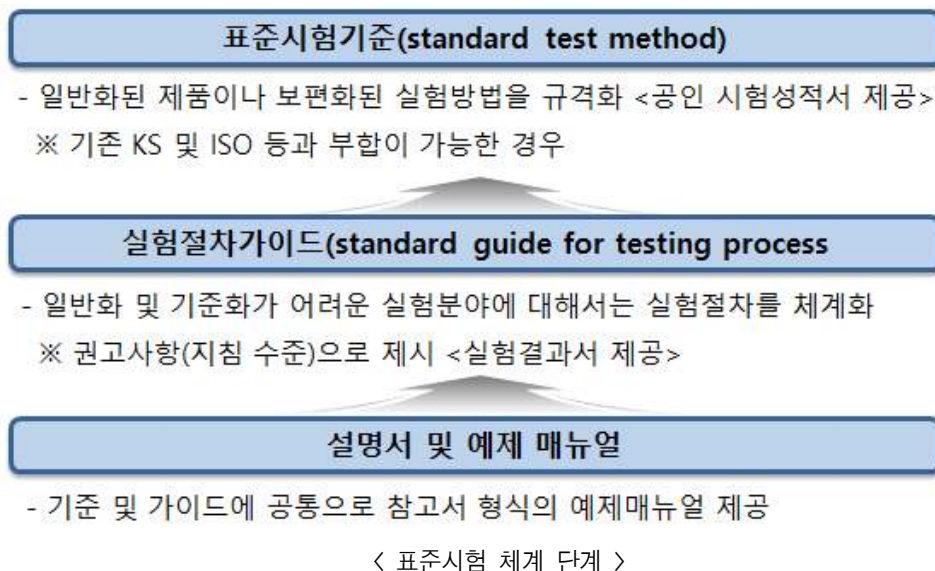 표준시험기준(standard test method)
- 일반화된 제품이나 보편화된 실험방법을 규격화 <공인 시험성적서 제공>
※ 기존 KS 및 ISO 등과 부합이 가능한 경우
실험절차가이드(standard guide for testing process
- 일반화 및 기준화가 어려운 실험분야에 대해서는 실험절차를 체계화
※ 권고사항(지침 수준)으로 제시 <실험결과서 제공>
설명서 및 예제 매뉴얼
- 기준 및 가이드에 공통으로 참고서 형식의 예제매뉴얼 제공
< 표준시험 체계 단계 >